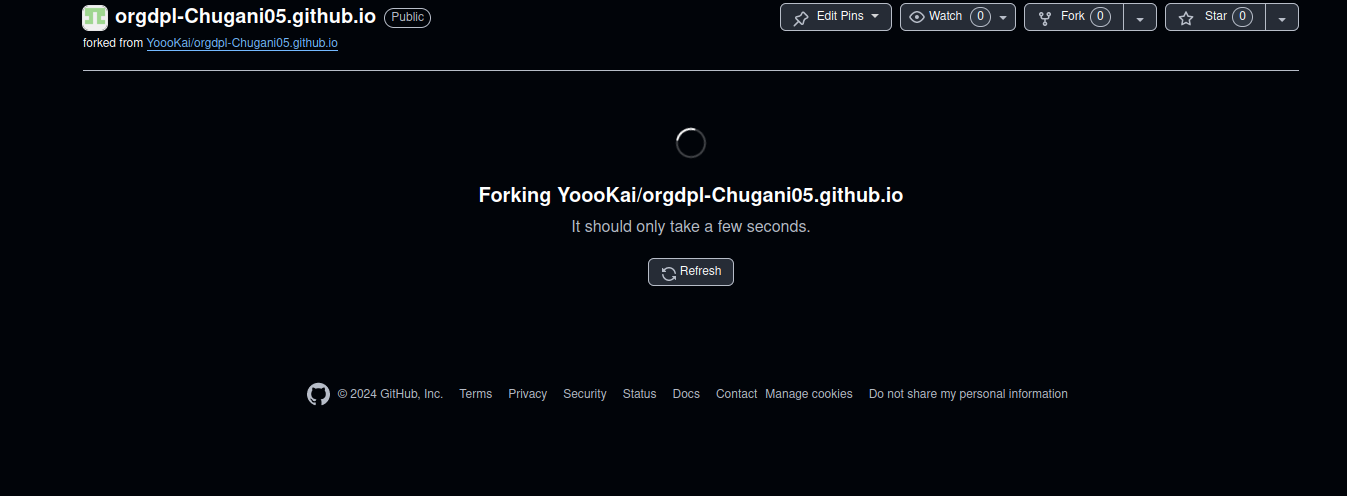 orgdpl-Chugani05.github.io Public Edit Pins Watch 0 Fork 0 Star 0
forked from YoooKai/orgdpl-Chugani05.github.io
Forking YoooKai/orgdpl-Chugani05.github.io
It should only take a few seconds.
Refresh
© 2024 GitHub, Inc. Terms Privacy Security Status Docs Contact Manage cookies Do not share my personal information